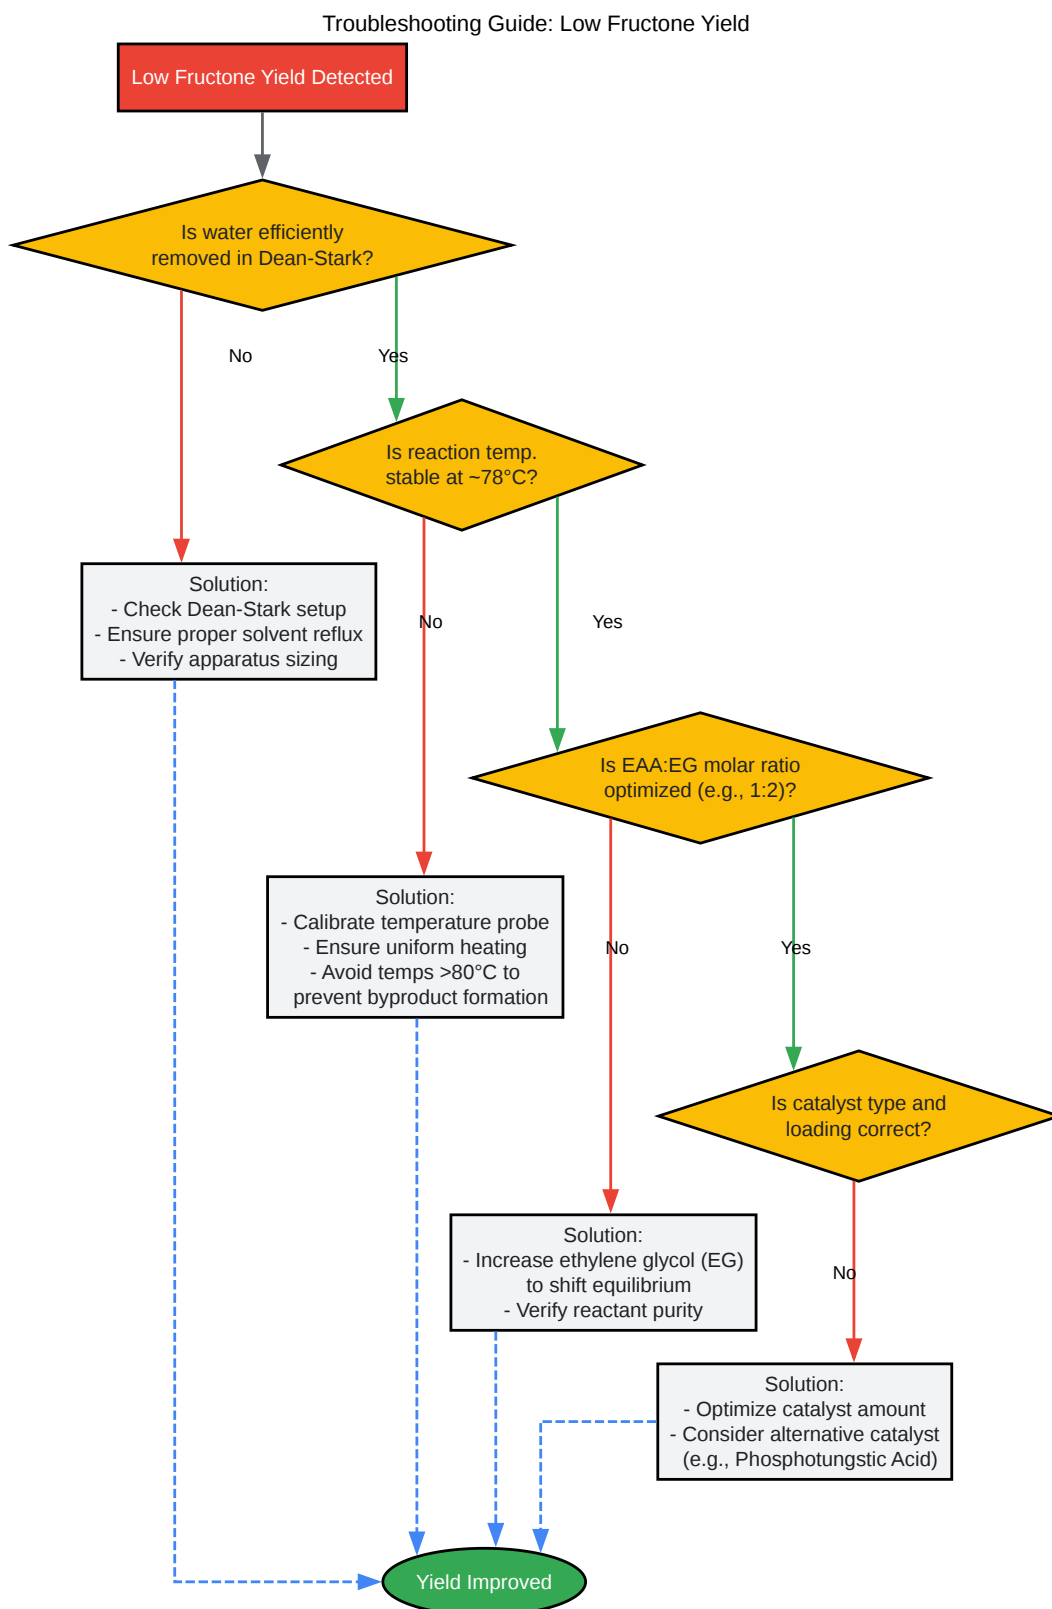 Troubleshooting Guide: Low Fructone Yield
Low Fructone Yield Detected
Is water efficiently
removed in Dean-Stark?
No
Yes
Is reaction temp.
stable at ~78°C?
Solution:
- Check Dean-Stark setup
- Ensure proper solvent reflux
- Verify apparatus sizing
No
Yes
Is EAA:EG molar ratio
optimized (e.g., 1:2)?
Solution:
- Calibrate temperature probe
- Ensure uniform heating
- Avoid temps >80°C to
prevent byproduct formation
No
Yes
Is catalyst type and
loading correct?
Solution:
- Increase ethylene glycol (EG)
to shift equilibrium
- Verify reactant purity
No
Solution:
- Optimize catalyst amount
- Consider alternative catalyst
(e.g., Phosphotungstic Acid)
Yield Improved